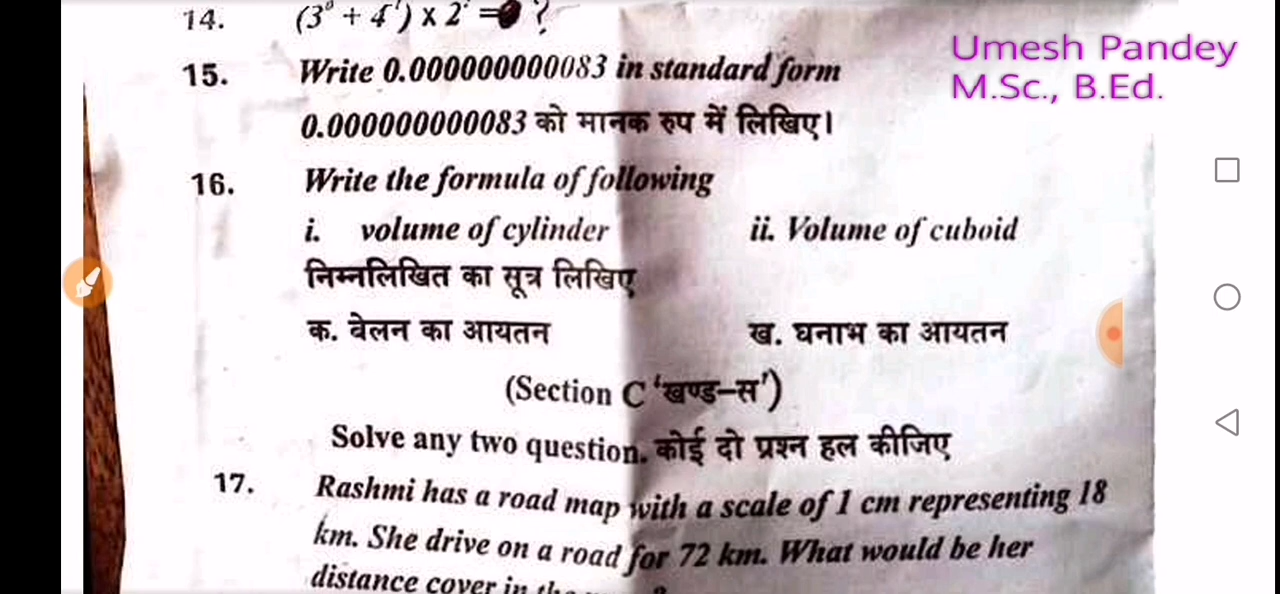 14. (3⁰ + 4 ) x 2 = ?
Umesh Pandey
M.Sc., B.Ed.
15. Write 0.000000000083 in standard form
0.000000000083 को मानक रुप में लिखिए।
16. Write the formula of following
i. volume of cylinder ii. Volume of cuboid
निम्नलिखित का सूत्र लिखिए
क. बेलन का आयतन ख. घनाभ का आयतन
(Section C ‘खण्ड–स’)
Solve any two question. कोई दो प्रश्न हल कीजिए
17. Rashmi has a road map with a scale of 1 cm representing 18
km. She drive on a road for 72 km. What would be her
distance cover in